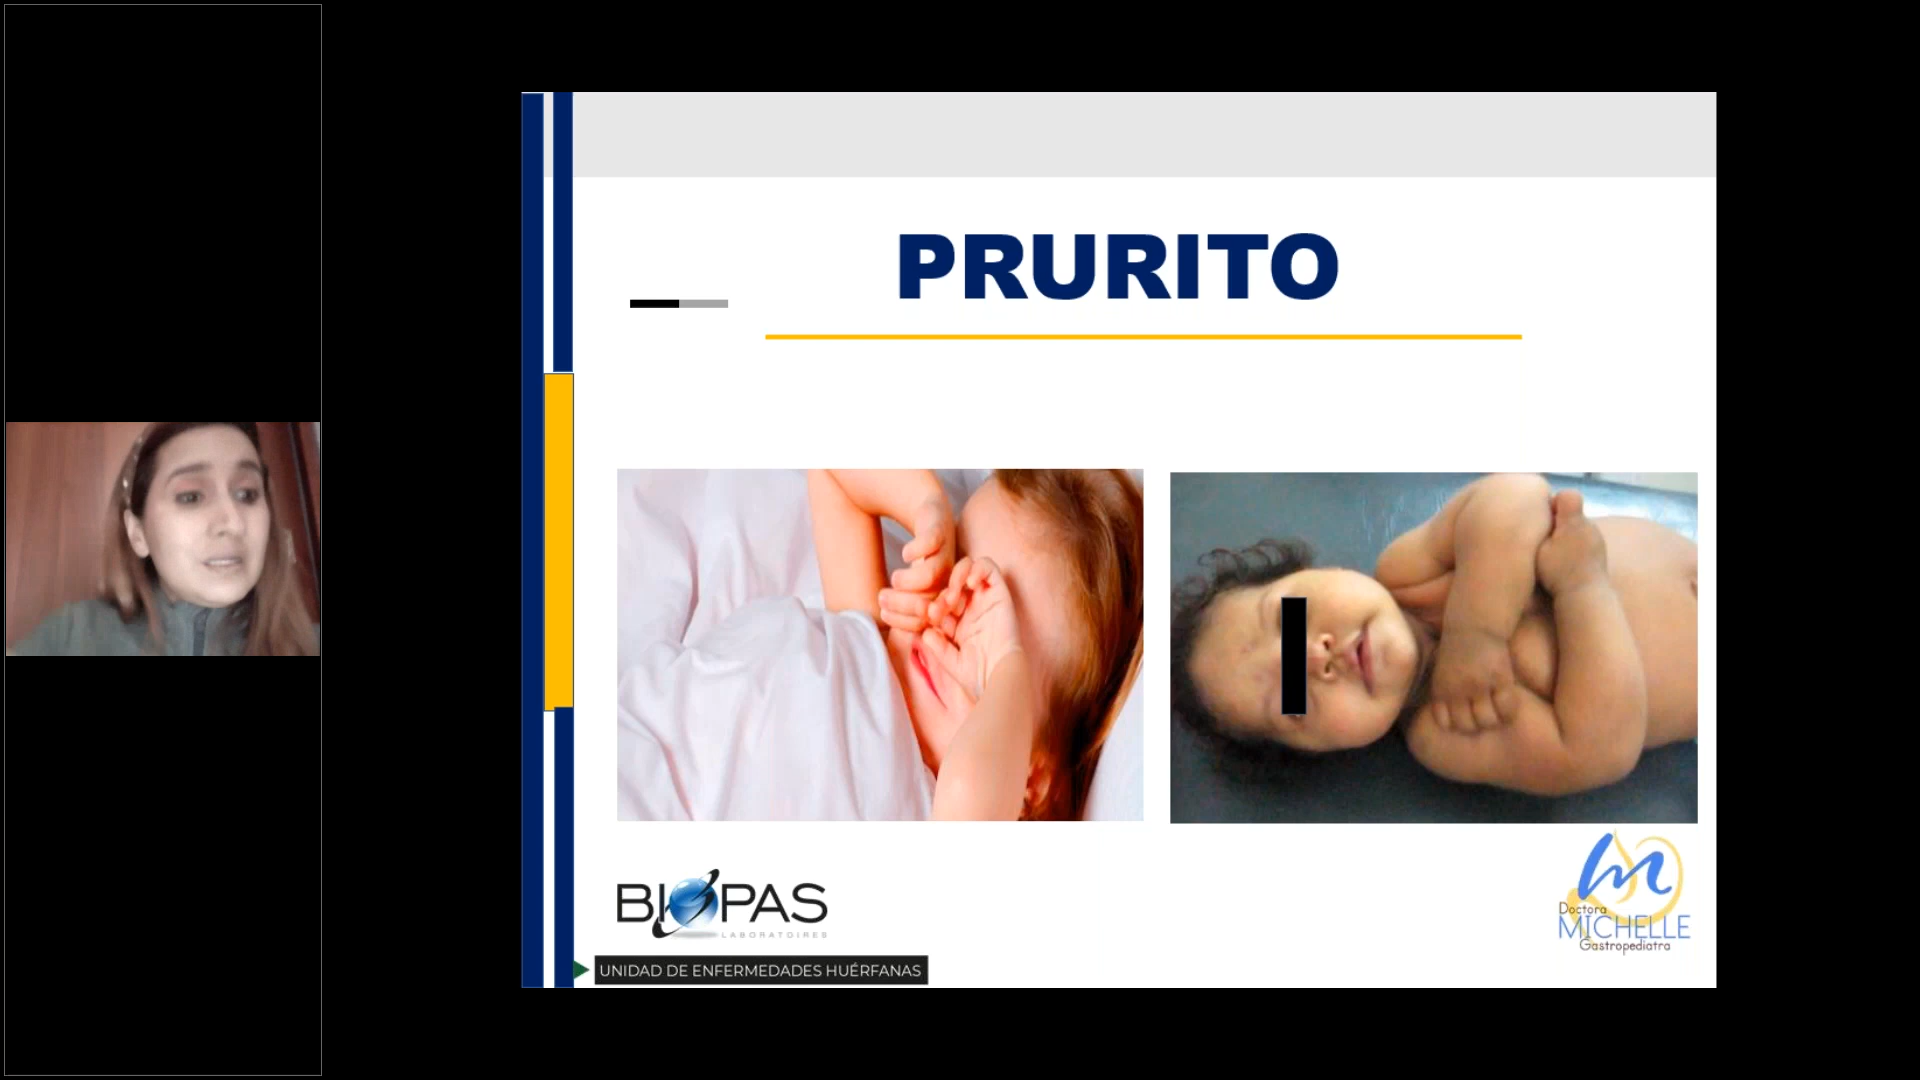 PRURITO
BIOPAS
LABORATOIRES
Doctora
MICHELLE
Gastropediatra
UNIDAD DE ENFERMEDADES HUÉRFANAS